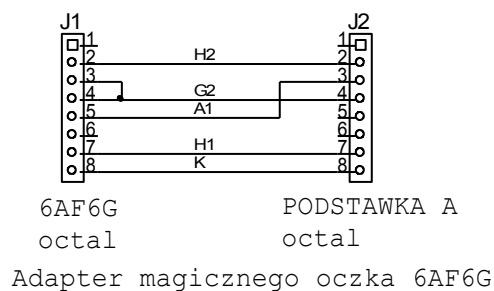 J1 J2
1 1
2 H2 2
3 3
4 G2 4
5 A1 5
6 6
7 H1 7
8 K 8
6AF6G PODSTAWKA A
octal octal
Adapter magicznego oczka 6AF6G